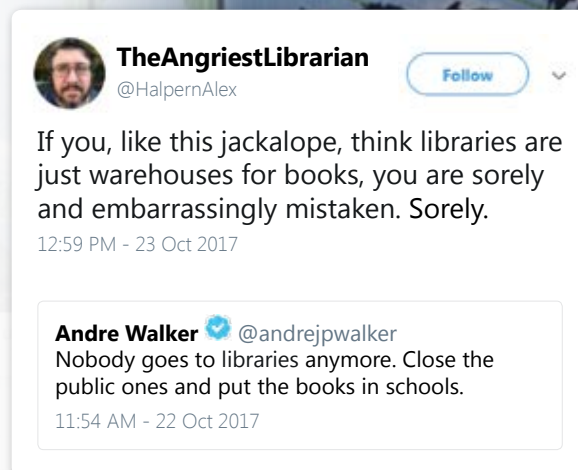 TheAngriestLibrarian
@HalpernAlex
Follow
If you, like this jackalope, think libraries are
just warehouses for books, you are sorely
and embarrassingly mistaken. Sorely.
12:59 PM - 23 Oct 2017
Andre Walker @andrejpwalker
Nobody goes to libraries anymore. Close the
public ones and put the books in schools.
11:54 AM - 22 Oct 2017